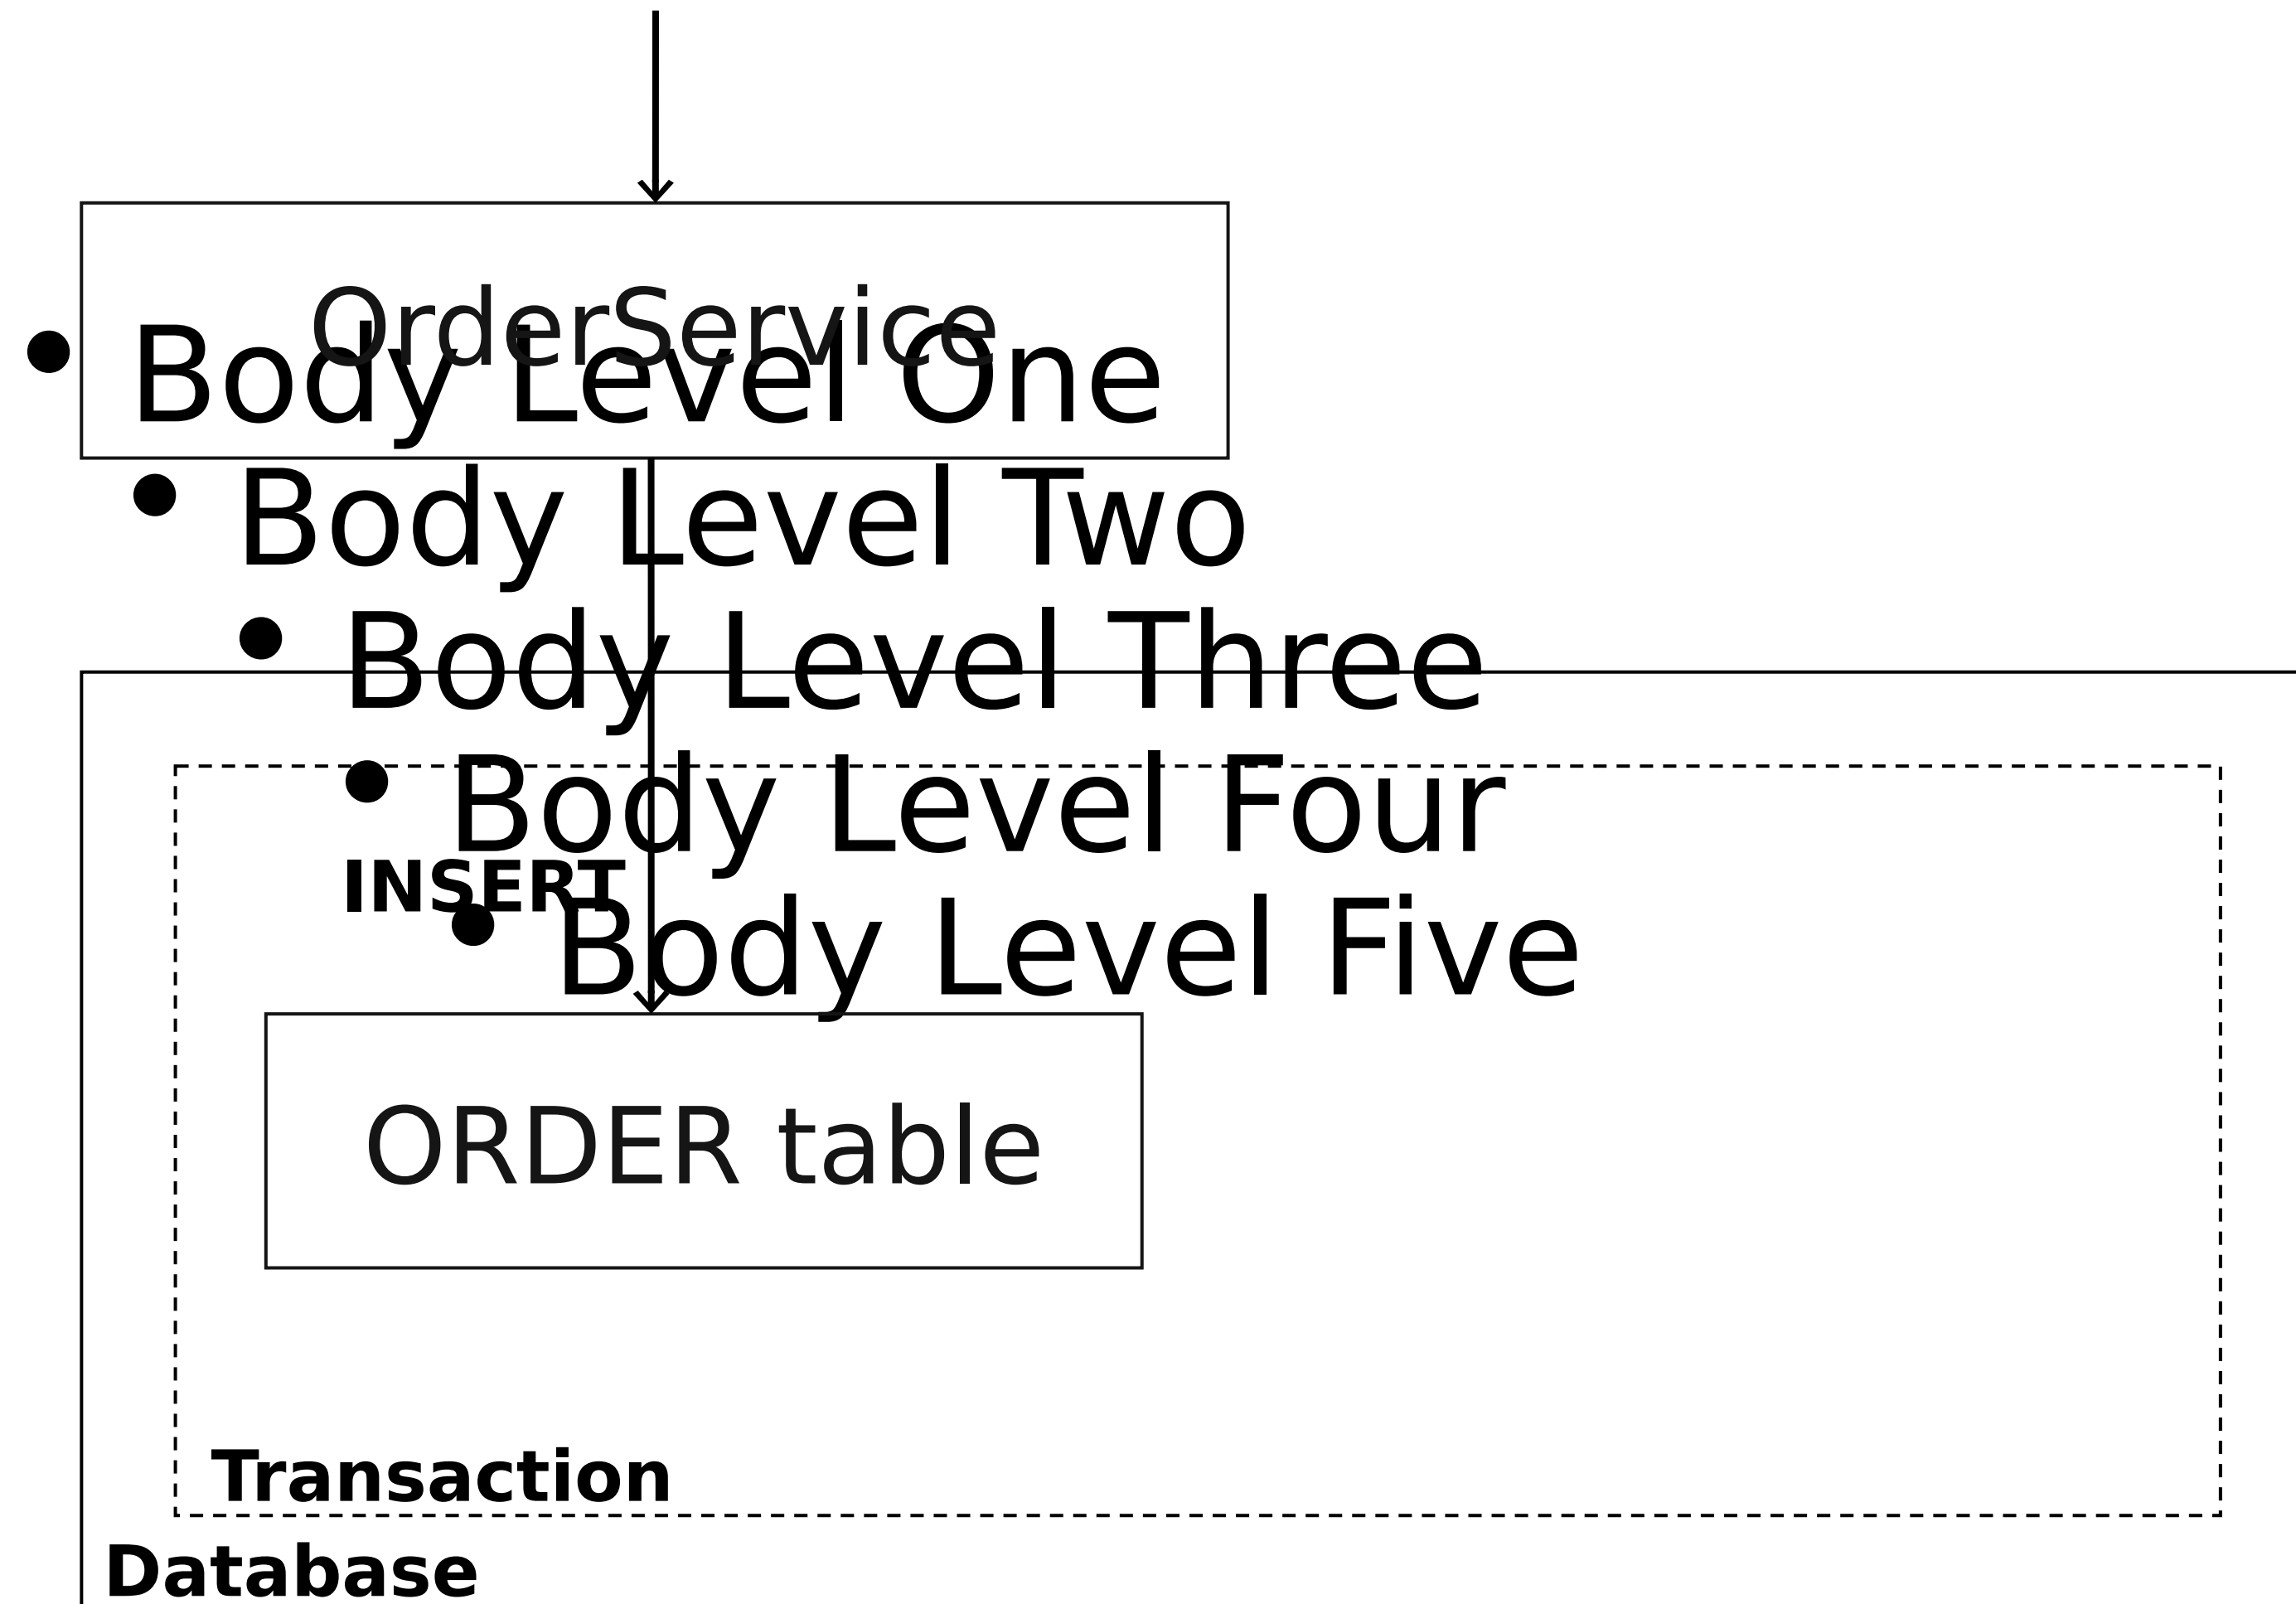 OrderService
Body Level One
Body Level Two
Body Level Three
Body Level Four
INSERT
Body Level Five
ORDER table
Transaction
Database